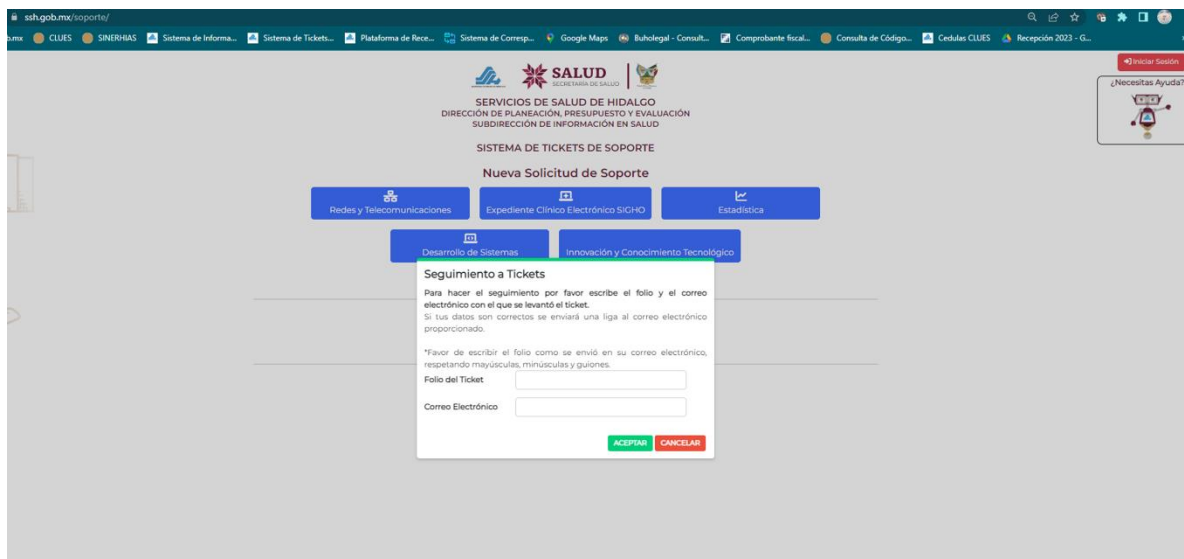 ssh.gob.mx/soporte/
o.mx CLUES SINERHIAS Sistema de Informa... Sistema de Tickets... Plataforma de Rece... Sistema de Corresp... Google Maps Buholegal - Consult... Comprobante fiscal... Consulta de Código... Cedulas CLUES Recepción 2023 - G...
Iniciar Sesión
¿Necesitas Ayuda?
SALUD
SECRETARÍA DE SALUD
SERVICIOS DE SALUD DE HIDALGO
DIRECCIÓN DE PLANEACIÓN, PRESUPUESTO Y EVALUACIÓN
SUBDIRECCIÓN DE INFORMACIÓN EN SALUD
SISTEMA DE TICKETS DE SOPORTE
Nueva Solicitud de Soporte
Redes y Telecomunicaciones
Expediente Clínico Electrónico SIGHO
Estadística
Desarrollo de Sistemas
Innovación y Conocimiento Tecnológico
Seguimiento a Tickets
Para hacer el seguimiento por favor escribe el folio y el correo
electrónico con el que se levantó el ticket.
Si tus datos son correctos se enviará una liga al correo electrónico
proporcionado.
*Favor de escribir el folio como se envió en su correo electrónico,
respetando mayúsculas, minúsculas y guiones.
Folio del Ticket
Correo Electrónico
ACEPTAR CANCELAR